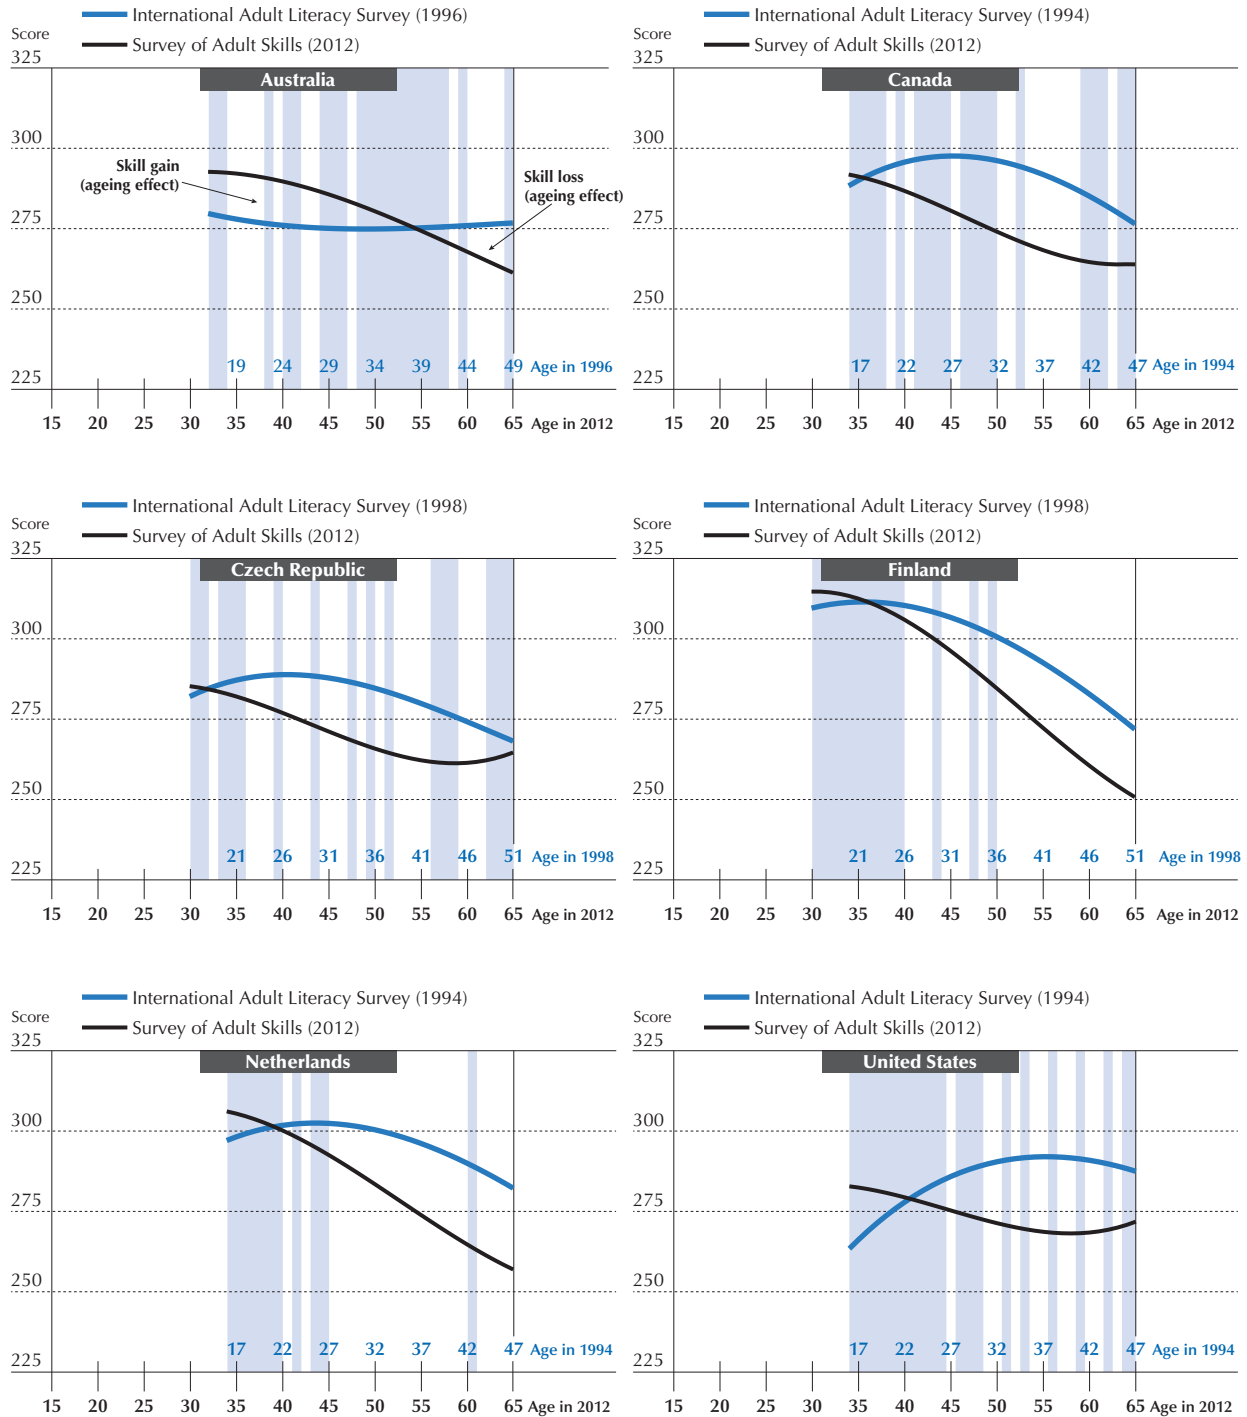 International Adult Literacy Survey (1996)
Survey of Adult Skills (2012)
Score
325
Australia
300
Skill gain
(ageing effect)
Skill loss
(ageing effect)
275
250
19 24 29 34 39 44 49 Age in 1996
225
15 20 25 30 35 40 45 50 55 60 65 Age in 2012
International Adult Literacy Survey (1994)
Survey of Adult Skills (2012)
Score
325
Canada
300
275
250
17 22 27 32 37 42 47 Age in 1994
225
15 20 25 30 35 40 45 50 55 60 65 Age in 2012
International Adult Literacy Survey (1998)
Survey of Adult Skills (2012)
Score
325
Czech Republic
300
275
250
21 26 31 36 41 46 51 Age in 1998
225
15 20 25 30 35 40 45 50 55 60 65 Age in 2012
International Adult Literacy Survey (1998)
Survey of Adult Skills (2012)
Score
325
Finland
300
275
250
21 26 31 36 41 46 51 Age in 1998
225
15 20 25 30 35 40 45 50 55 60 65 Age in 2012
International Adult Literacy Survey (1994)
Survey of Adult Skills (2012)
Score
325
Netherlands
300
275
250
17 22 27 32 37 42 47 Age in 1994
225
15 20 25 30 35 40 45 50 55 60 65 Age in 2012
International Adult Literacy Survey (1994)
Survey of Adult Skills (2012)
Score
325
United States
300
275
250
17 22 27 32 37 42 47 Age in 1994
225
15 20 25 30 35 40 45 50 55 60 65 Age in 2012